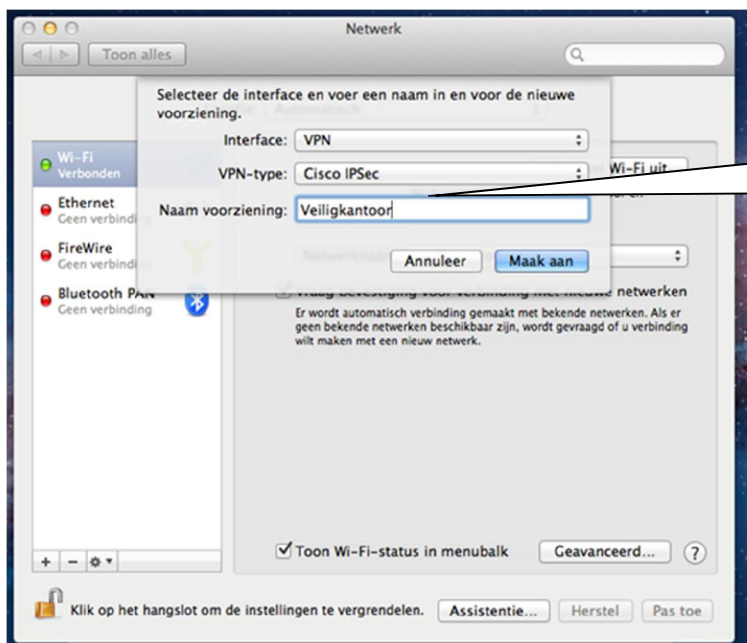 Netwerk
Toon alles
Selecteer de interface en voer een naam in en voor de nieuwe
voorziening.
Interface: VPN
VPN-type: Cisco IPSec
Naam voorziening: Veiligkantoor
Annuleer Maak aan
Wi-Fi
Verbonden
Wi-Fi uit
Ethernet
Geen verbind
FireWire
Geen verbind
Bluetooth PAN
Geen verbinding
Vraag bevestiging voor verbinding met nieuwe netwerken
Er wordt automatisch verbinding gemaakt met bekende netwerken. Als er
geen bekende netwerken beschikbaar zijn, wordt gevraagd of u verbinding
wilt maken met een nieuw netwerk.
Toon Wi-Fi-status in menubalk
Geavanceerd...
?
Klik op het hangslot om de instellingen te vergrendelen.
Assistentie...
Herstel
Pas toe